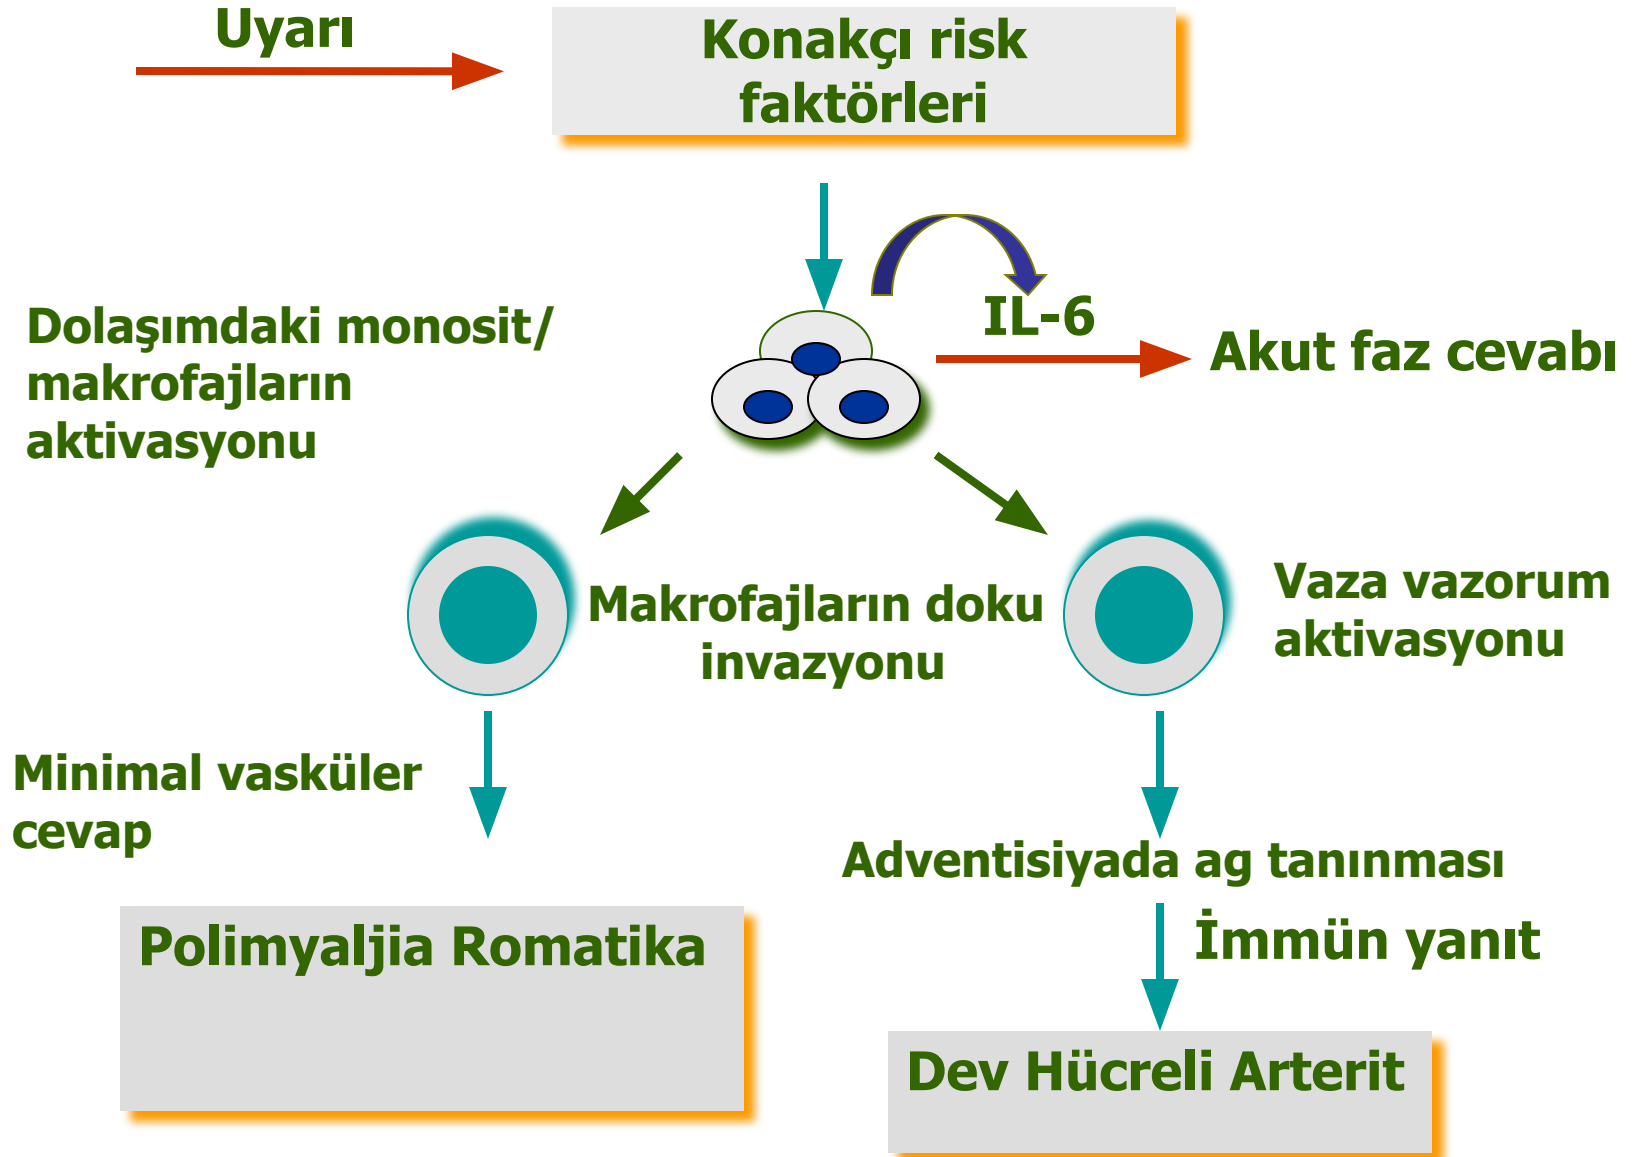 Uyarı
Konakçı risk
faktörleri
IL-6
Akut faz cevabı
Dolaşımdaki monosit/
makrofajların
aktivasyonu
Makrofajların doku
invazyonu
Vaza vazorum
aktivasyonu
Minimal vasküler
cevap
Adventisiyada ag tanınması
İmmün yanıt
Polimyaljia Romatika
Dev Hücreli Arterit